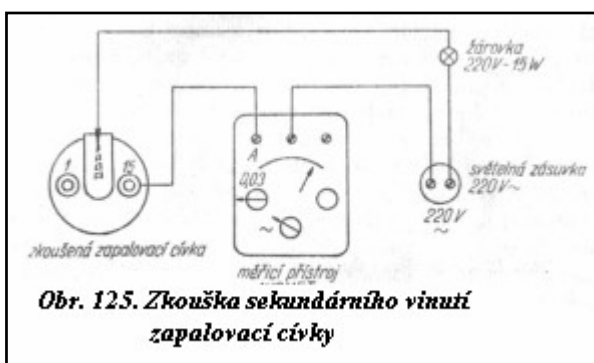 žárovka
220V-15W
A
1
15
0,03
světelná zásuvka
220V~
220V
~
~
zkoušená zapalovací cívka
měřicí přístroj
Obr. 125. Zkouška sekundárního vinutí
zapalovací cívky